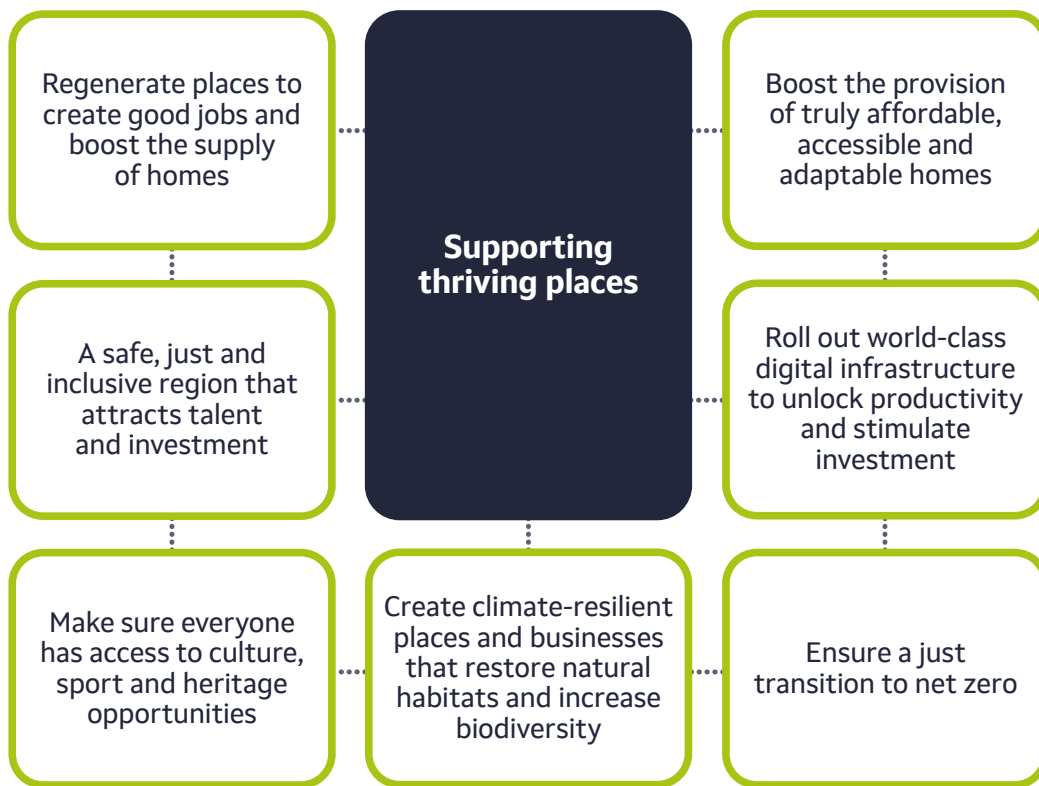 Regenerate places to
create good jobs and
boost the supply
of homes
Supporting
thriving places
Boost the provision
of truly affordable,
accessible and
adaptable homes
A safe, just and
inclusive region that
attracts talent
and investment
Roll out world-class
digital infrastructure
to unlock productivity
and stimulate
investment
Make sure everyone
has access to culture,
sport and heritage
opportunities
Create climate-resilient
places and businesses
that restore natural
habitats and increase
biodiversity
Ensure a just
transition to net zero